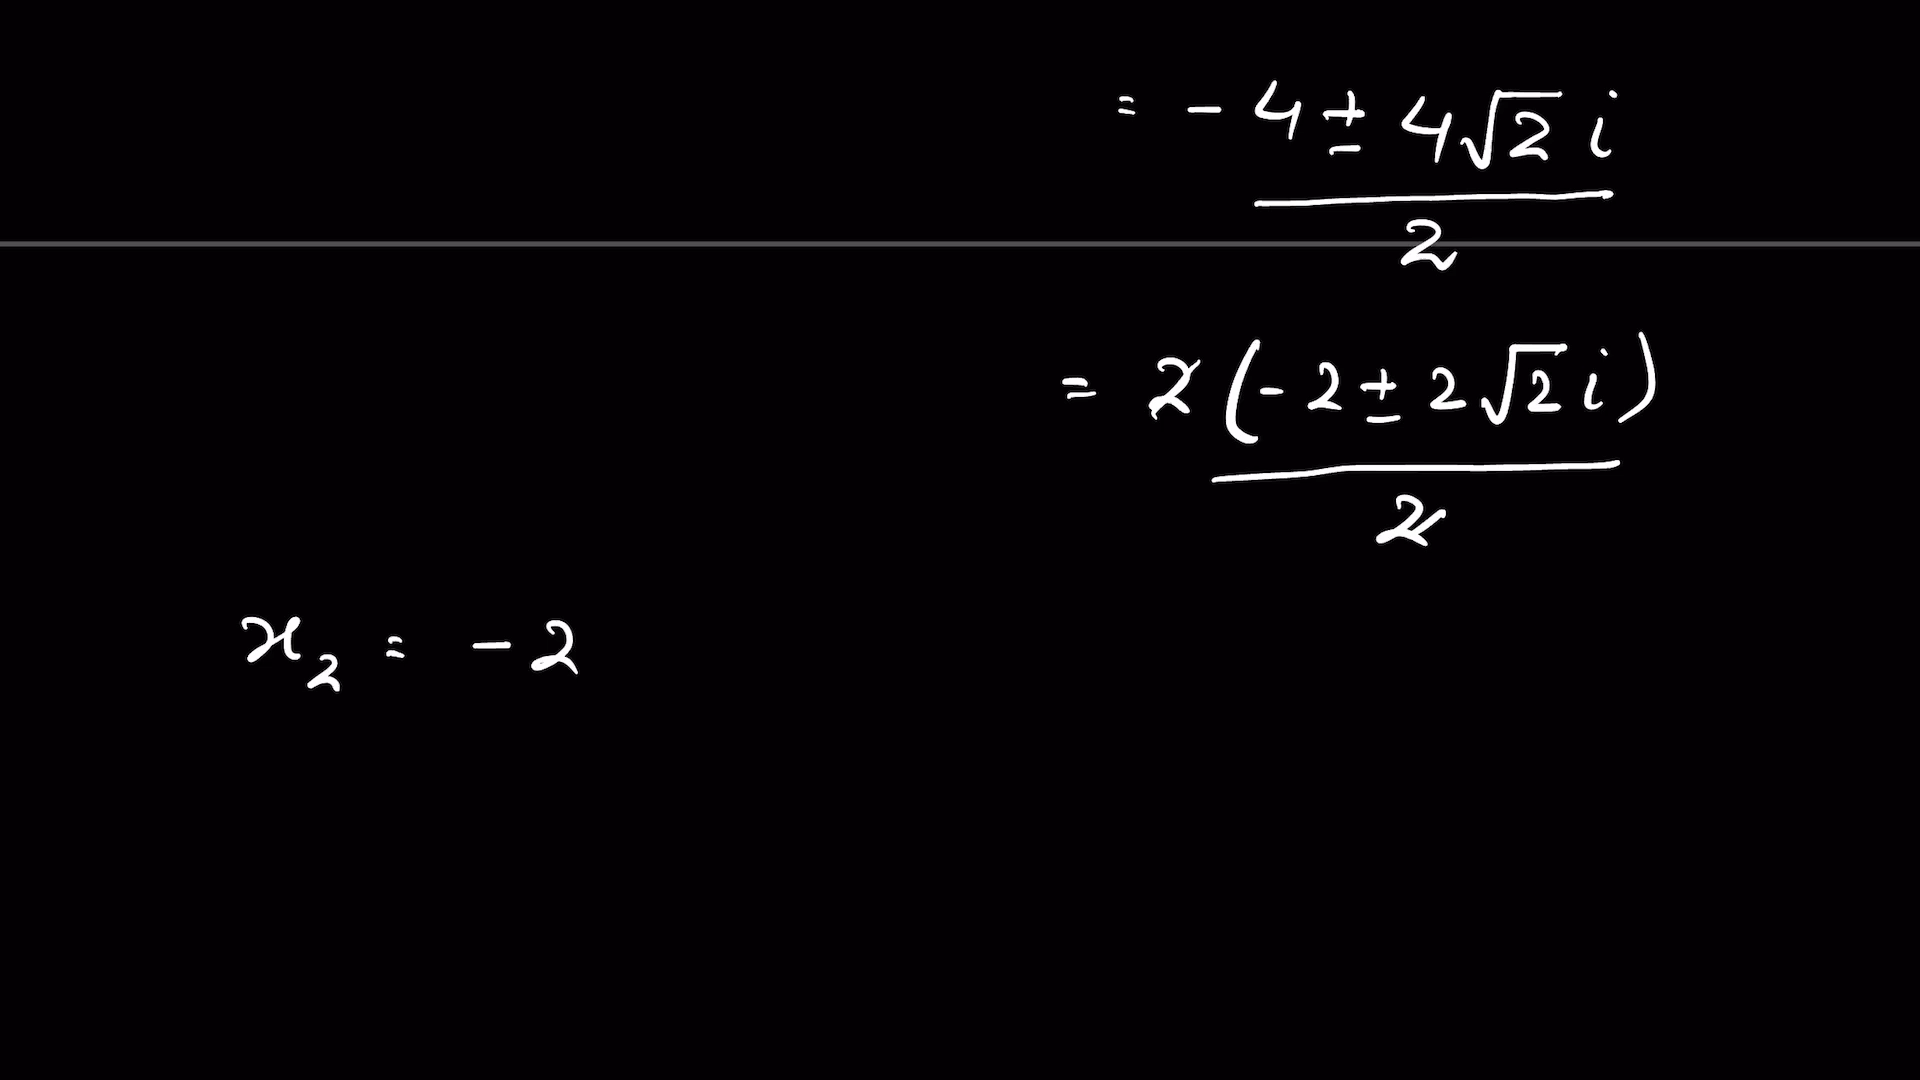 = - 4 ± 4√2 i
2
= 2 ( - 2 ± 2√2 i )
2
x₂ = - 2